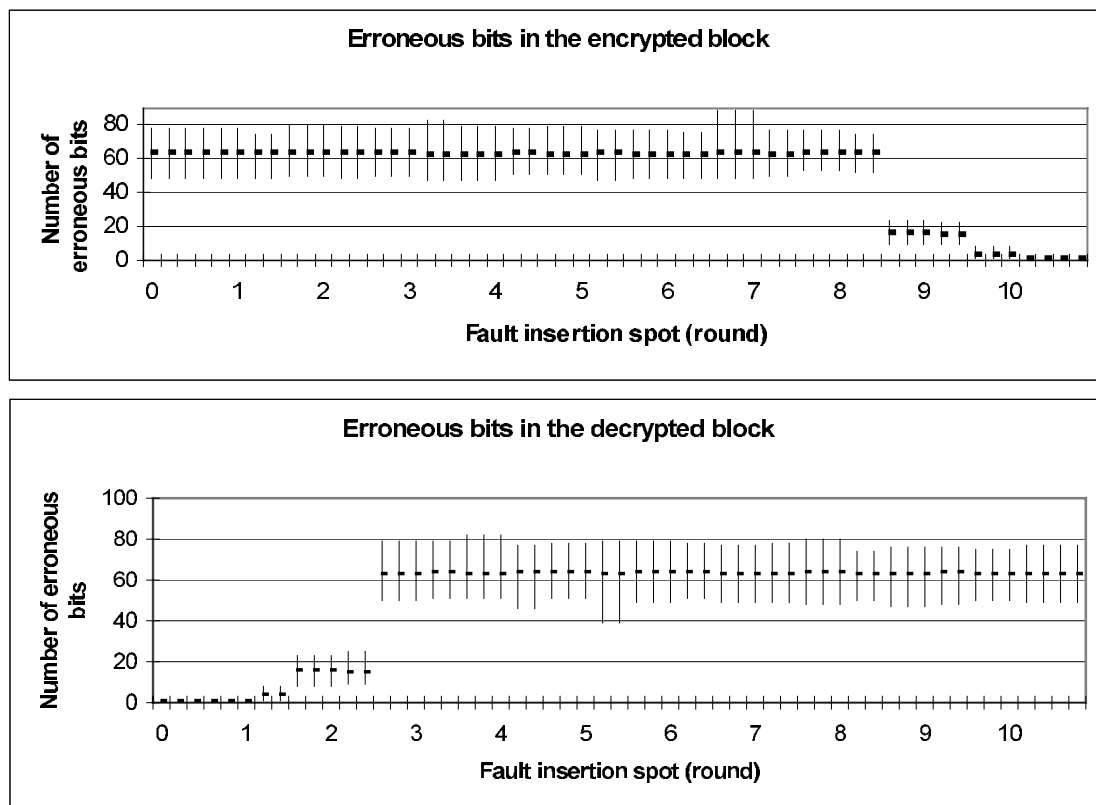 Erroneous bits in the encrypted block
Number of
erroneous bits
80
60
40
20
0
0 1 2 3 4 5 6 7 8 9 10
Fault insertion spot (round)
Erroneous bits in the decrypted block
Number of erroneous
bits
100
80
60
40
20
0
0 1 2 3 4 5 6 7 8 9 10
Fault insertion spot (round)